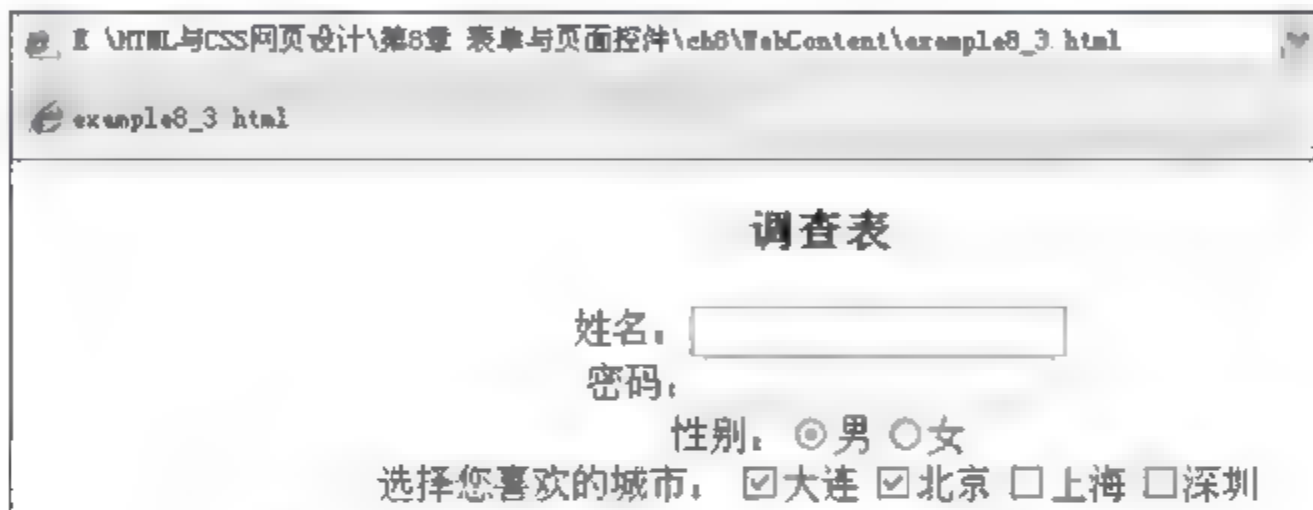 E \HTML与CSS网页设计\第8章 表单与页面控件\ch8\WebContent\example8_3.html
example8_3 html
调查表
姓名：
密码：
性别：男 女
选择您喜欢的城市：大连 北京 上海 深圳